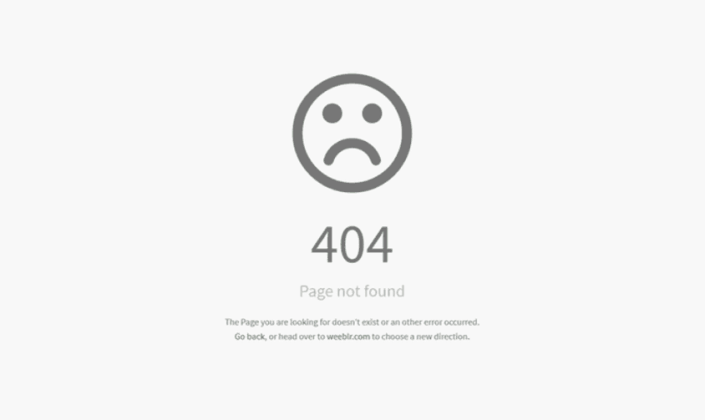 404
Page not found
The Page you are looking for doesn't exist or an other error occurred.
Go back, or head over to weeblr.com to choose a new direction.